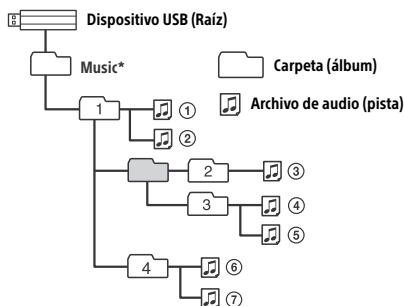 Dispositivo USB (Raíz)
Music*
Carpeta (álbum)
Archivo de audio (pista)
1
①
②
2
③
3
④
⑤
4
⑥
⑦